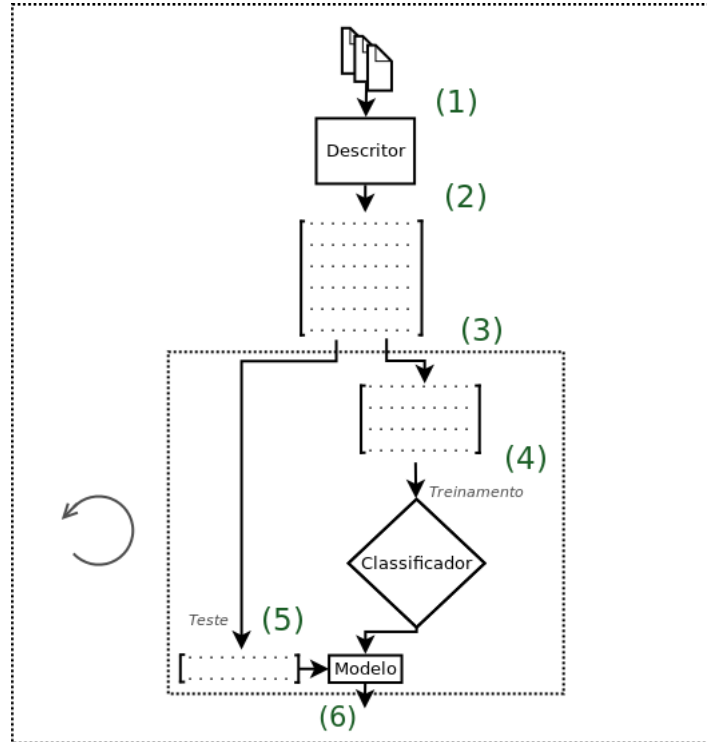 (1)
Descritor
(2)
(3)
(4)
Treinamento
Classificador
Teste
(5)
Modelo
(6)